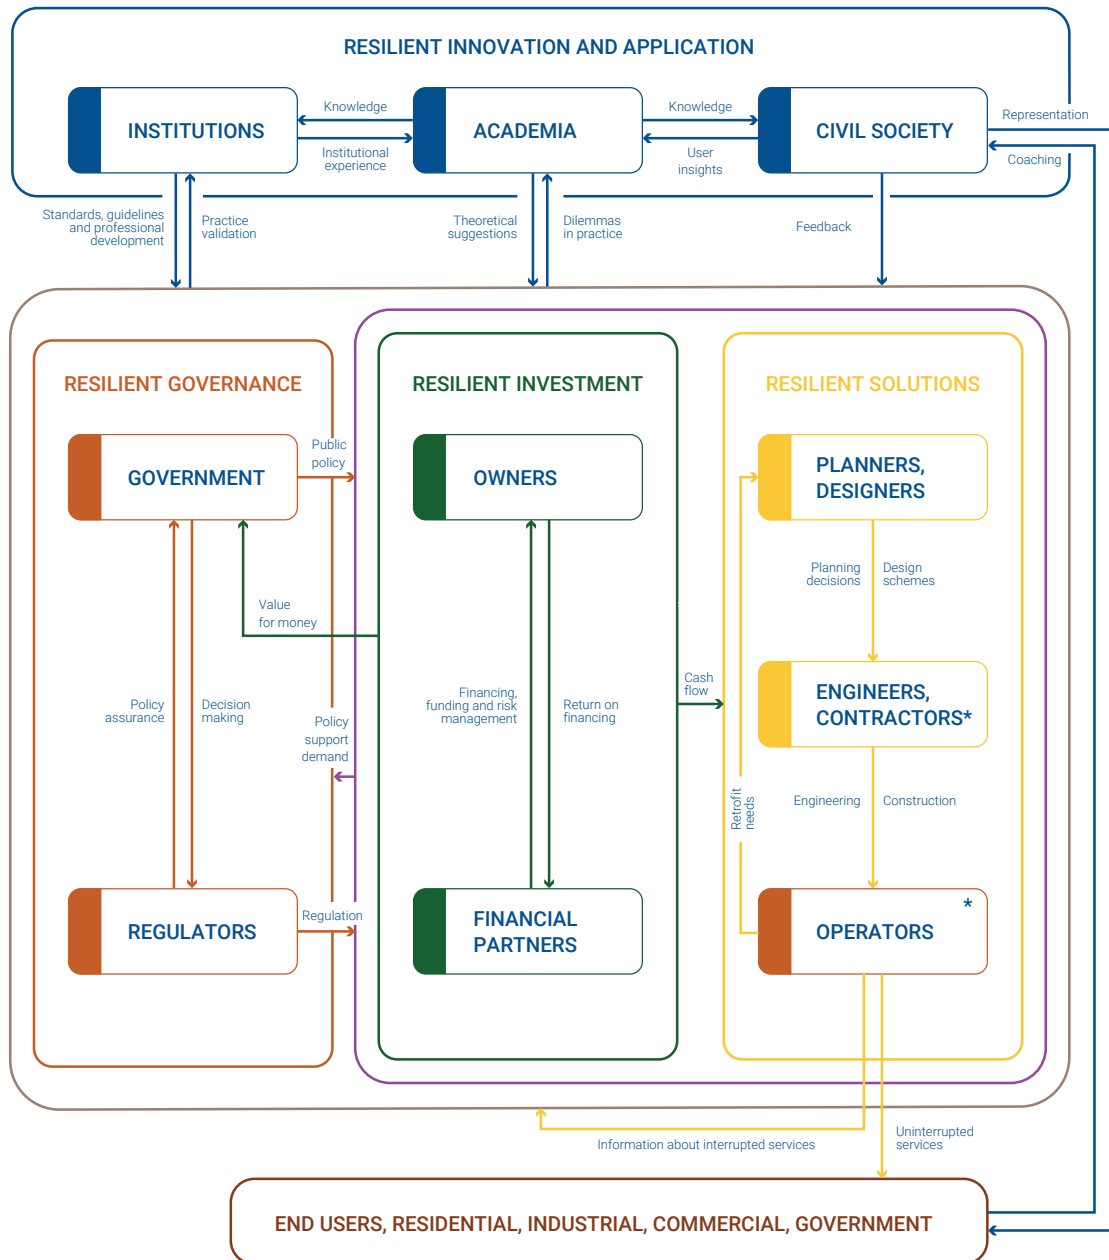 RESILIENT INNOVATION AND APPLICATION
INSTITUTIONS
Knowledge
Institutional
experience
ACADEMIA
Knowledge
User
insights
CIVIL SOCIETY
Representation
Coaching
Standards, guidelines
and professional
development
Practice
validation
Theoretical
suggestions
Dilemmas
in practice
Feedback
RESILIENT GOVERNANCE
GOVERNMENT
Public
policy
Value
for money
Policy
assurance
Decision
making
Policy
support
demand
REGULATORS
Regulation
RESILIENT INVESTMENT
OWNERS
Financing,
funding and risk
management
Return on
financing
FINANCIAL
PARTNERS
Cash
flow
RESILIENT SOLUTIONS
PLANNERS,
DESIGNERS
Planning
decisions
Design
schemes
ENGINEERS,
CONTRACTORS*
Retrofit
needs
Engineering
Construction
*
OPERATORS
Information about interrupted services
Uninterrupted
services
END USERS, RESIDENTIAL, INDUSTRIAL, COMMERCIAL, GOVERNMENT